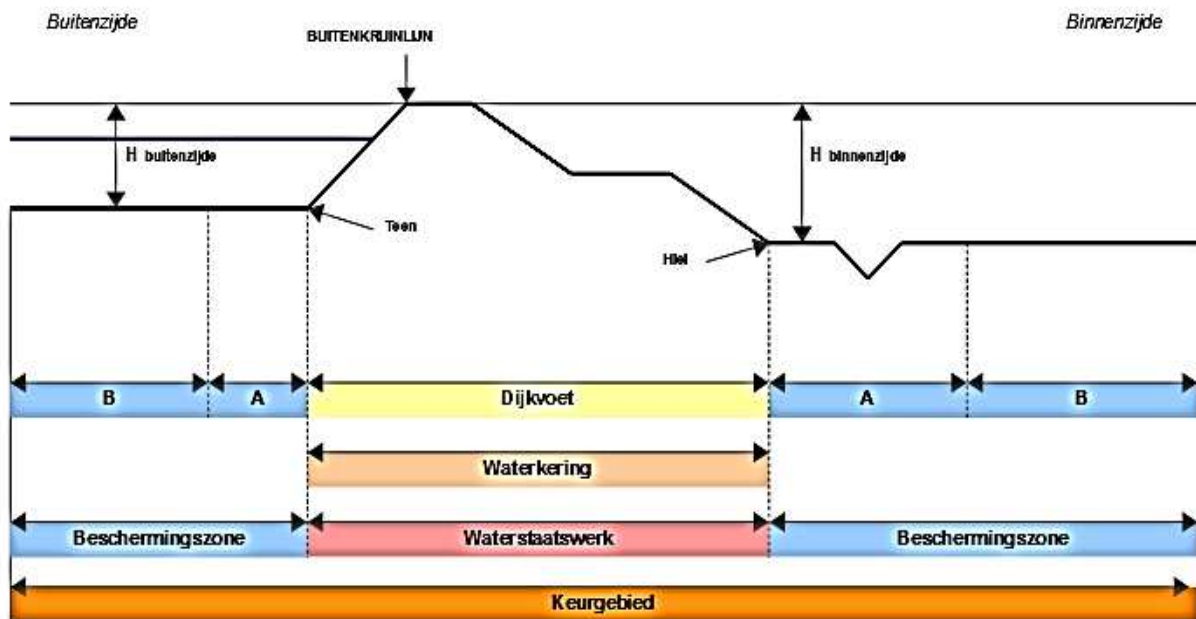 Buitenzijde
Binnenzijde
BUITENKRUINLIJN
H buitenzijde
H binnenzijde
Teen
Hiel
B
A
Dijkvoet
A
B
Waterkering
Beschermingszone
Waterstaatswerk
Beschermingszone
Keurgebied